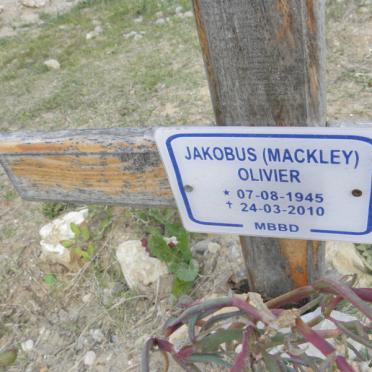 JAKOBUS (MACKLEY)
OLIVIER
* 07-08-1945
† 24-03-2010
MBBD